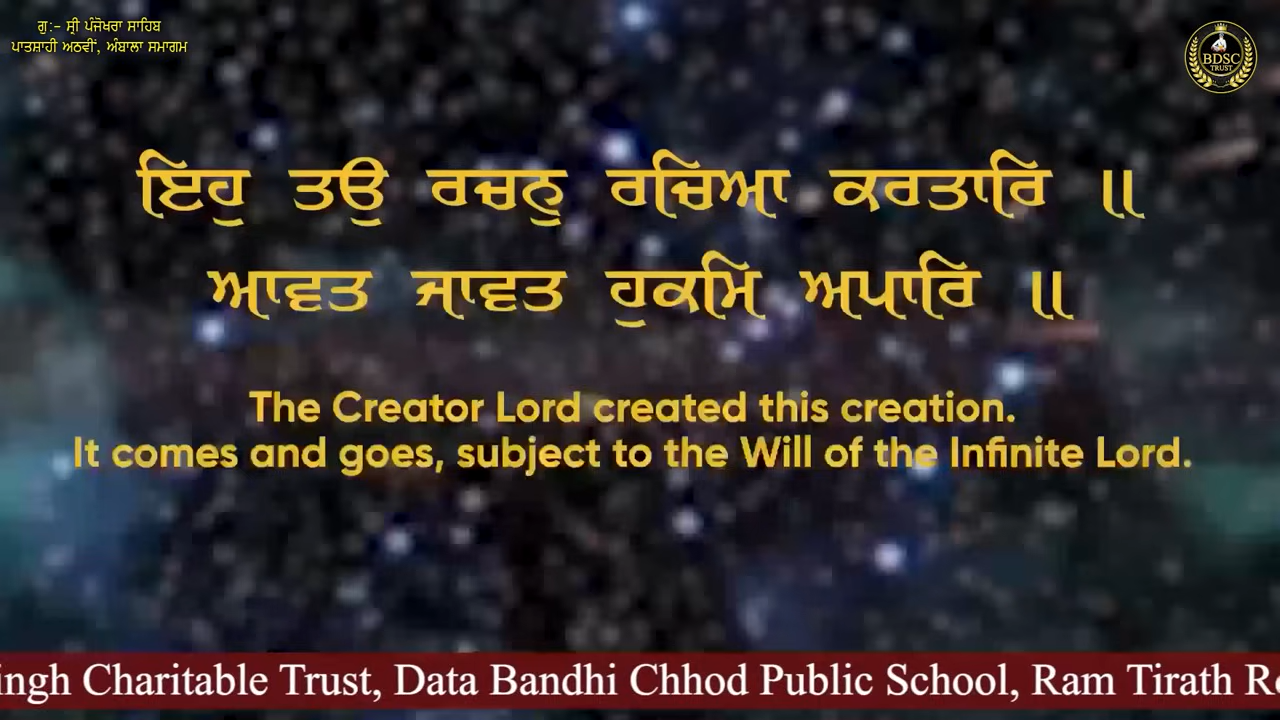 ਗੁ:- ਸ੍ਰੀ ਪੰਜੋਖਰਾ ਸਾਹਿਬ
ਪਾਤਸ਼ਾਹੀ ਅਠਵੀਂ, ਅੰਬਾਲਾ ਸਮਾਗਮ
BDSC
TRUST
ਇਹੁ ਤਉ ਰਚਨੁ ਰਚਿਆ ਕਰਤਾਰਿ ॥
ਆਵਤ ਜਾਵਤ ਹੁਕਮਿ ਅਪਾਰਿ ॥
The Creator Lord created this creation.
It comes and goes, subject to the Will of the Infinite Lord.
ingh Charitable Trust, Data Bandhi Chhod Public School, Ram Tirath R